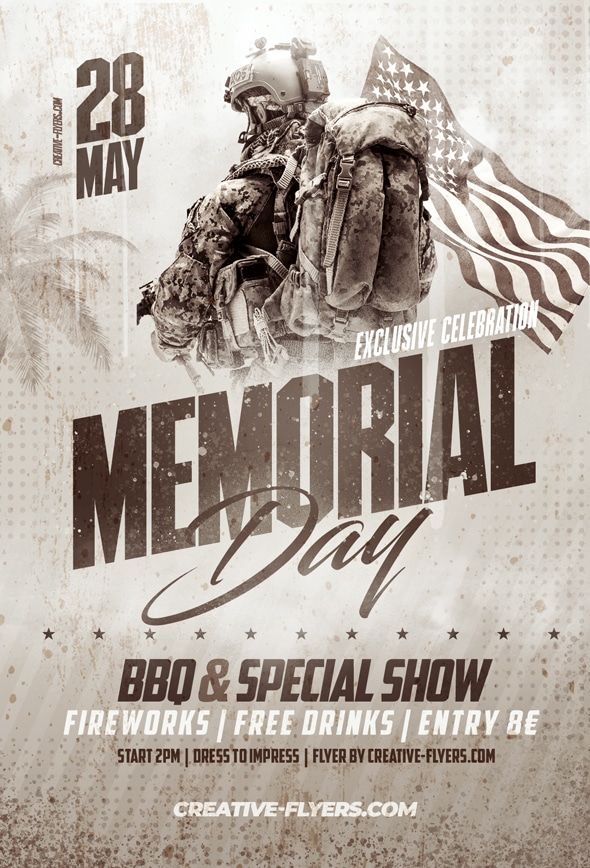 28
MAY
CREATIVE-FLYERS.COM
EXCLUSIVE CELEBRATION
MEMORIAL
Day
BBQ & SPECIAL SHOW
FIREWORKS | FREE DRINKS | ENTRY 8€
START 2PM | DRESS TO IMPRESS | FLYER BY CREATIVE-FLYERS.COM
CREATIVE-FLYERS.COM